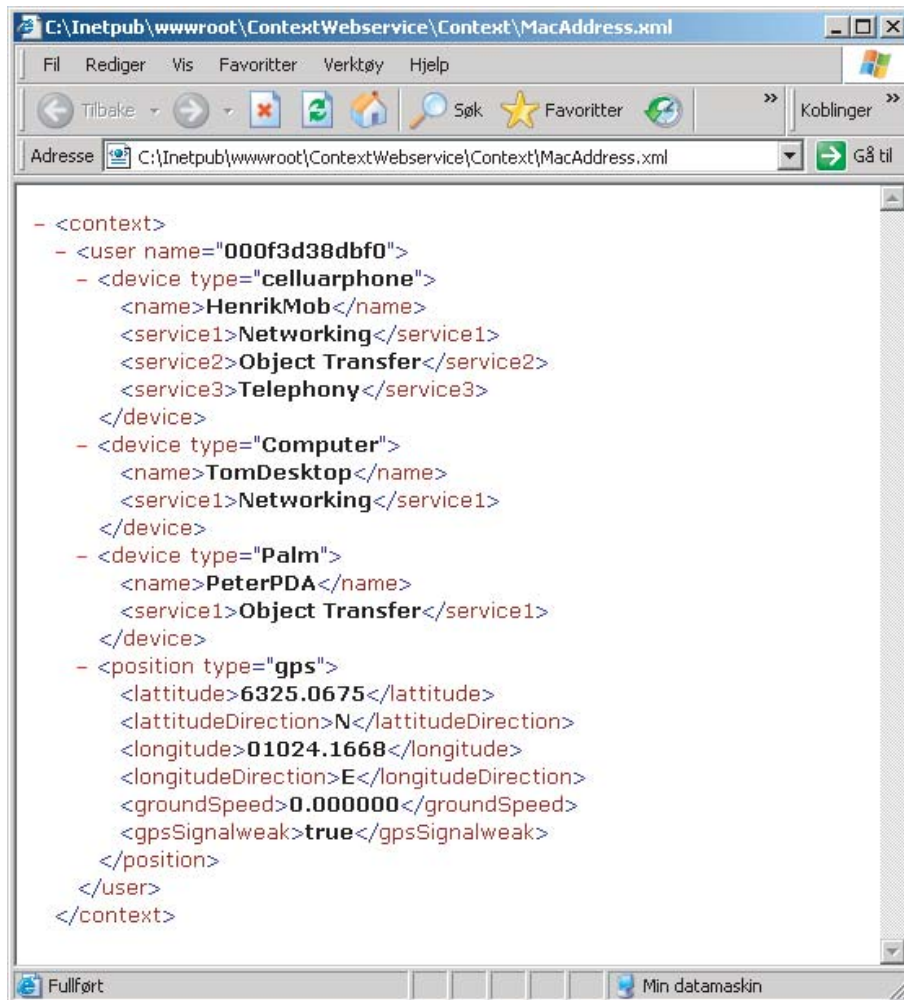 C:\Inetpub\wwwroot\ContextWebservice\Context\MacAddress.xml
Fil Rediger Vis Favoritter Verktøy Hjelp
Tilbake Søk Favoritter » Koblinger »
Adresse C:\Inetpub\wwwroot\ContextWebservice\Context\MacAddress.xml Gå til
- <context>
- <user name="000f3d38dbf0">
- <device type="celluarphone">
<name>HenrikMob</name>
<service1>Networking</service1>
<service2>Object Transfer</service2>
<service3>Telephony</service3>
</device>
- <device type="Computer">
<name>TomDesktop</name>
<service1>Networking</service1>
</device>
- <device type="Palm">
<name>PeterPDA</name>
<service1>Object Transfer</service1>
</device>
- <position type="gps">
<lattitude>6325.0675</lattitude>
<lattitudeDirection>N</lattitudeDirection>
<longitude>01024.1668</longitude>
<longitudeDirection>E</longitudeDirection>
<groundSpeed>0.000000</groundSpeed>
<gpsSignalweak>true</gpsSignalweak>
</position>
</user>
</context>
Fullført Min datamaskin